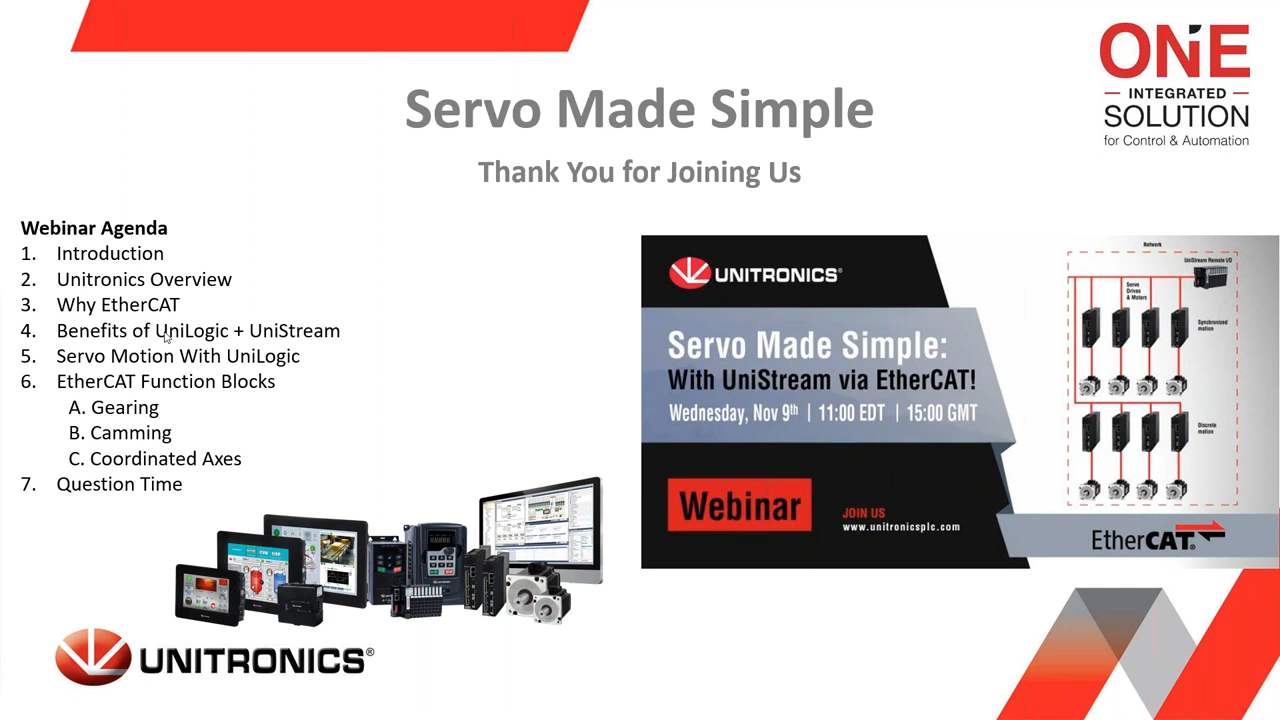 ONE
INTEGRATED
SOLUTION
for Control & Automation
Servo Made Simple
Thank You for Joining Us
Webinar Agenda
1. Introduction
2. Unitronics Overview
3. Why EtherCAT
4. Benefits of UniLogic + UniStream
5. Servo Motion With UniLogic
6. EtherCAT Function Blocks
A. Gearing
B. Camming
C. Coordinated Axes
7. Question Time
UNITRONICS®
UNITRONICS®
Servo Made Simple:
With UniStream via EtherCAT!
Wednesday, Nov 9th | 11:00 EDT | 15:00 GMT
Webinar
JOIN US
www.unitronicsplc.com
Network
UniStream Remote I/O
Servo
Drives
& Motors
Synchronized
motion
Discrete
motion
EtherCAT®